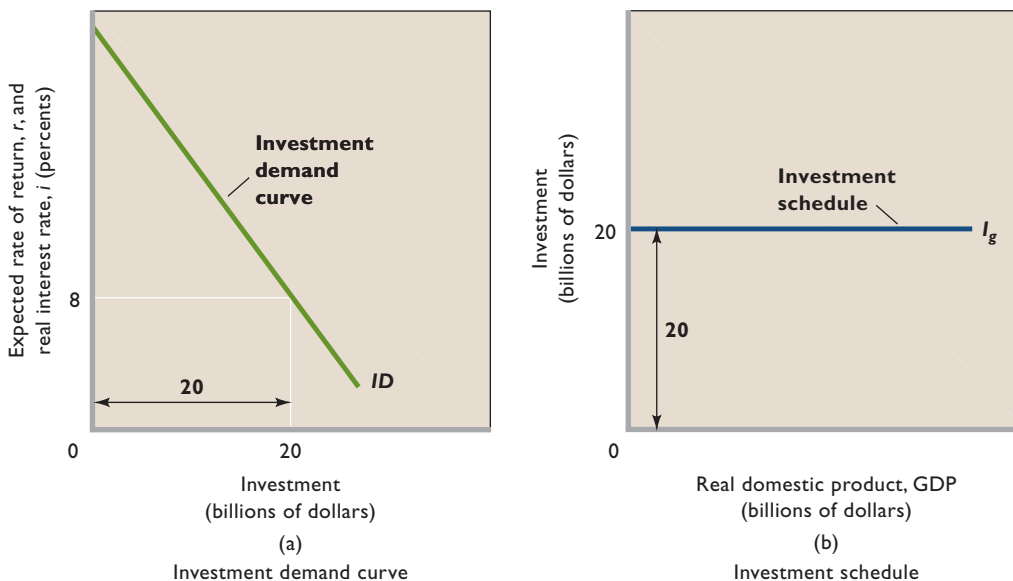 Expected rate of return, r, and
real interest rate, i (percents)
Investment
demand
curve
8
20
ID
0
20
Investment
(billions of dollars)
(a)
Investment demand curve
Investment
(billions of dollars)
Investment
schedule
20
Ig
20
0
Real domestic product, GDP
(billions of dollars)
(b)
Investment schedule